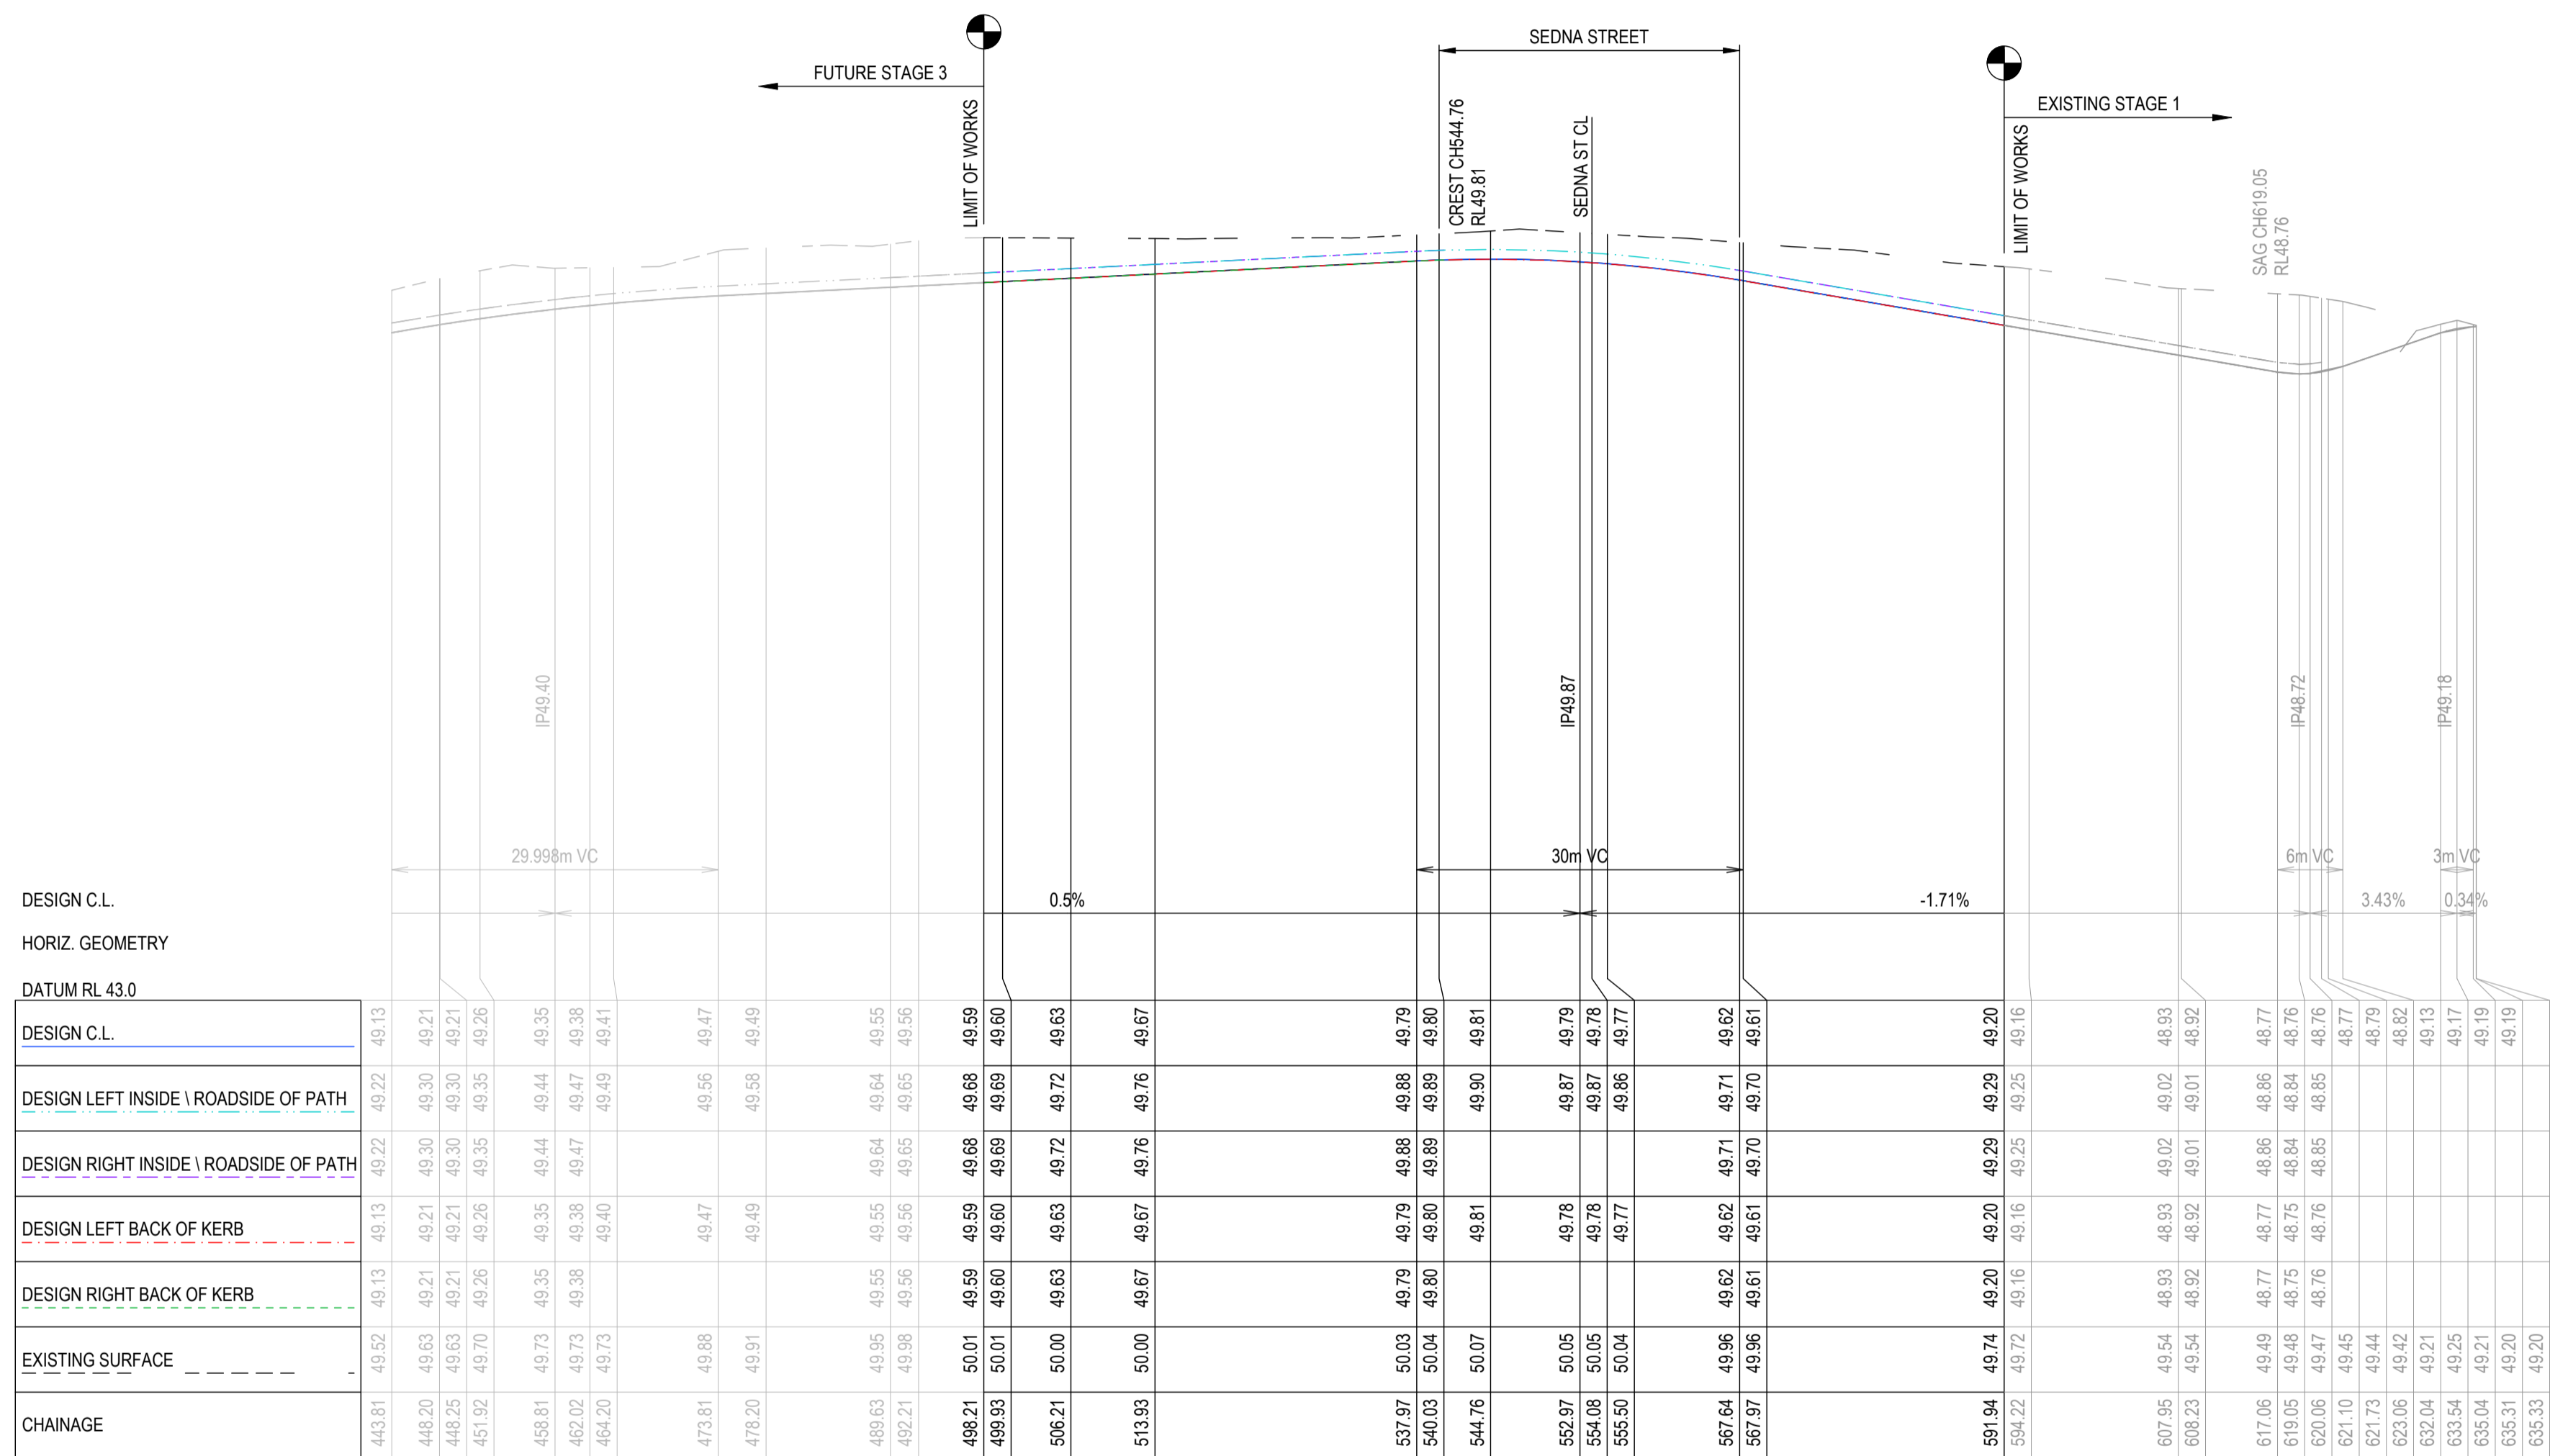 SEDNA STREET
FUTURE STAGE 3
EXISTING STAGE 1
LIMIT OF WORKS
CREST CH544.76
RL49.81
SEDNA ST CL
LIMIT OF WORKS
SAG CH619.05
RL48.76
IP49.40
IP49.87
IP48.72
IP49.18
29.998m VC
30m VC
6m VC
3m VC
DESIGN C.L.
0.5%
-1.71%
3.43%
0.34%
HORIZ. GEOMETRY
DATUM RL 43.0
DESIGN C.L. 49.13 49.21 49.21 49.26 49.35 49.38 49.41 49.47 49.49 49.55 49.56 49.59 49.60 49.63 49.67 49.79 49.80 49.81 49.79 49.78 49.77 49.62 49.61 49.20 49.16 48.93 48.92 48.77 48.76 48.76 48.77 48.79 48.82 49.13 49.17 49.19 49.19
DESIGN LEFT INSIDE \ ROADSIDE OF PATH 49.22 49.30 49.30 49.35 49.44 49.47 49.49 49.56 49.58 49.64 49.65 49.68 49.69 49.72 49.76 49.88 49.89 49.90 49.87 49.87 49.86 49.71 49.70 49.29 49.25 49.02 49.01 48.86 48.84 48.85
DESIGN RIGHT INSIDE \ ROADSIDE OF PATH 49.22 49.30 49.30 49.35 49.44 49.47 49.64 49.65 49.68 49.69 49.72 49.76 49.88 49.89 49.71 49.70 49.29 49.25 49.02 49.01 48.86 48.84 48.85
DESIGN LEFT BACK OF KERB 49.13 49.21 49.21 49.26 49.35 49.38 49.40 49.47 49.49 49.55 49.56 49.59 49.60 49.63 49.67 49.79 49.80 49.81 49.78 49.78 49.77 49.62 49.61 49.20 49.16 48.93 48.92 48.77 48.75 48.76
DESIGN RIGHT BACK OF KERB 49.13 49.21 49.21 49.26 49.35 49.38 49.55 49.56 49.59 49.60 49.63 49.67 49.79 49.80 49.62 49.61 49.20 49.16 48.93 48.92 48.77 48.75 48.76
EXISTING SURFACE 49.52 49.63 49.63 49.70 49.73 49.73 49.73 49.88 49.91 49.95 49.98 50.01 50.01 50.00 50.00 50.03 50.04 50.07 50.05 50.05 50.04 49.96 49.96 49.74 49.72 49.54 49.54 49.49 49.48 49.47 49.45 49.44 49.42 49.21 49.25 49.21 49.20 49.20
CHAINAGE 443.81 448.20 448.25 451.92 458.81 462.02 464.20 473.81 478.20 489.63 492.21 498.21 499.93 506.21 513.93 537.97 540.03 544.76 552.97 554.08 555.50 567.64 567.97 591.94 594.22 607.95 608.23 617.06 619.05 620.06 621.10 621.73 623.06 632.04 633.54 635.04 635.31 635.33